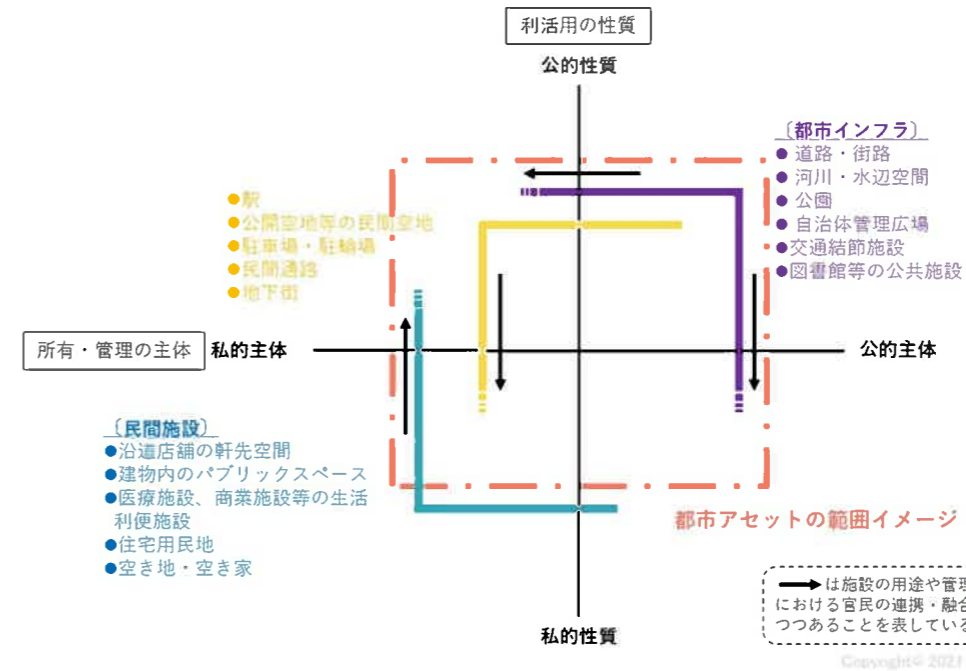 利活用の性質
公的性質
〔都市インフラ〕
● 道路・街路
● 河川・水辺空間
● 公園
● 自治体管理広場
●交通結節施設
●図書館等の公共施設
●駅
●公開空地等の民間空地
●駐車場・駐輪場
●民間通路
●地下街
所有・管理の主体
私的主体
公的主体
〔民間施設〕
●沿道店舗の軒先空間
●建物内のパブリックスペース
●医療施設、商業施設等の生活
利便施設
●住宅用民地
●空き地・空き家
都市アセットの範囲イメージ
は施設の用途や管理
における官民の連携・融合
つつあることを表している
私的性質
Copyright© 2021